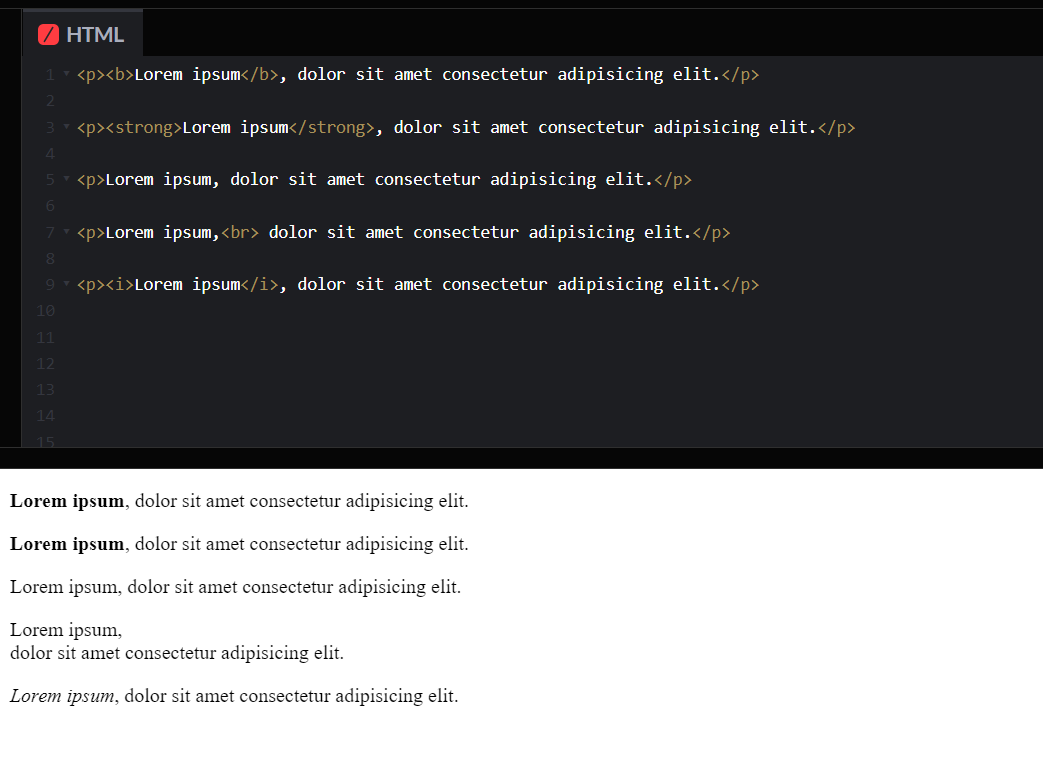 HTML
1 <p><b>Lorem ipsum</b>, dolor sit amet consectetur adipisicing elit.</p>
2
3 <p><strong>Lorem ipsum</strong>, dolor sit amet consectetur adipisicing elit.</p>
4
5 <p>Lorem ipsum, dolor sit amet consectetur adipisicing elit.</p>
6
7 <p>Lorem ipsum,<br> dolor sit amet consectetur adipisicing elit.</p>
8
9 <p><i>Lorem ipsum</i>, dolor sit amet consectetur adipisicing elit.</p>
10
11
12
13
14
15
Lorem ipsum, dolor sit amet consectetur adipisicing elit.
Lorem ipsum, dolor sit amet consectetur adipisicing elit.
Lorem ipsum, dolor sit amet consectetur adipisicing elit.
Lorem ipsum,
dolor sit amet consectetur adipisicing elit.
Lorem ipsum, dolor sit amet consectetur adipisicing elit.